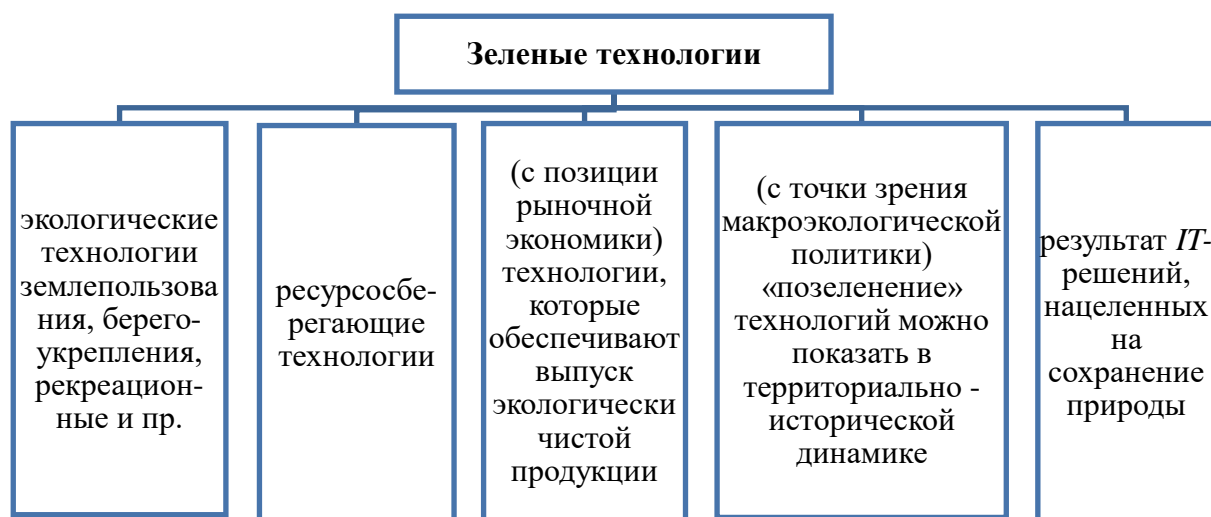 Зеленые технологии
экологические
технологии
землепользова
ния, берего-
укрепления,
рекреацион-
ные и пр.
ресурсосбе-
регающие
технологии
(с позиции
рыночной
экономики)
технологии,
которые
обеспечивают
выпуск
экологически
чистой
продукции
(с точки зрения
макроэкологической
политики)
«позеленение»
технологий можно
показать в
территориально -
исторической
динамике
результат IT-
решений,
нацеленных
на
сохранение
природы